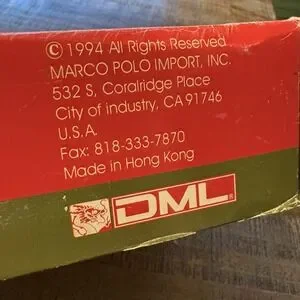 © 1994 All Rights Reserved
MARCO POLO IMPORT, INC.
532 S, Coralridge Place
City of industry, CA 91746
U.S.A.
Fax: 818-333-7870
Made in Hong Kong
DML